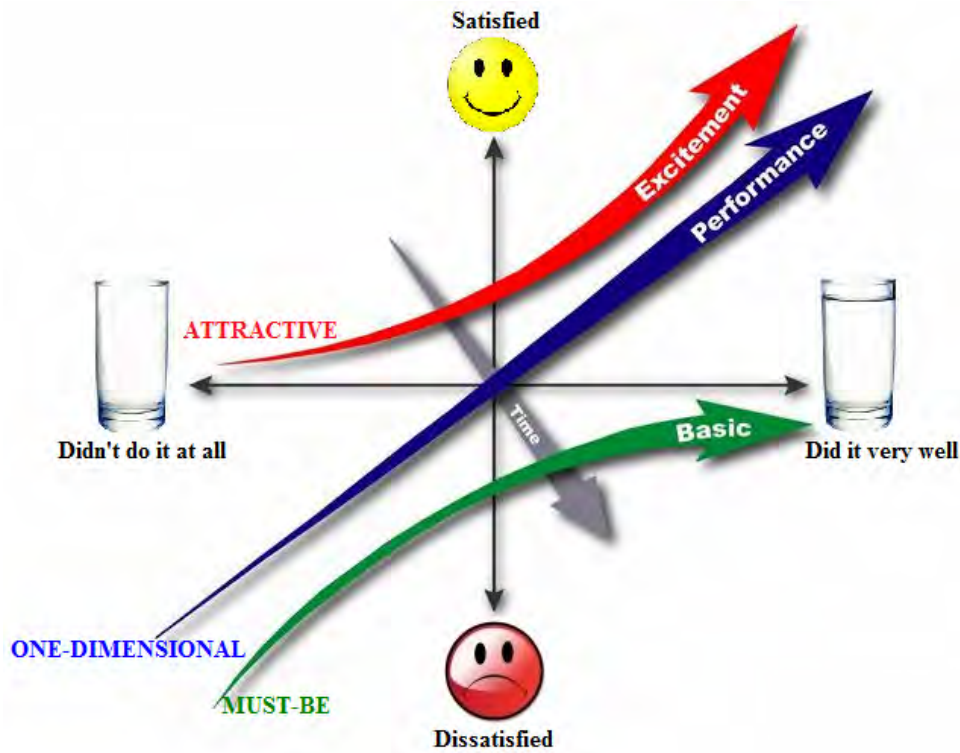 Satisfied
Excitement
Performance
ATTRACTIVE
Time
Basic
Didn't do it at all
Did it very well
ONE-DIMENSIONAL
MUST-BE
Dissatisfied